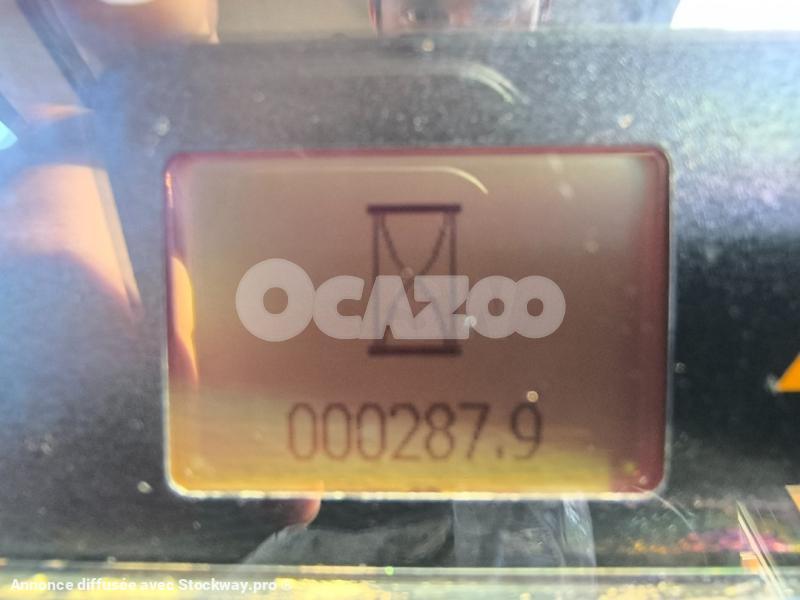 OCAZOO
000287.9
Annonce diffusée avec Stockway.pro ®